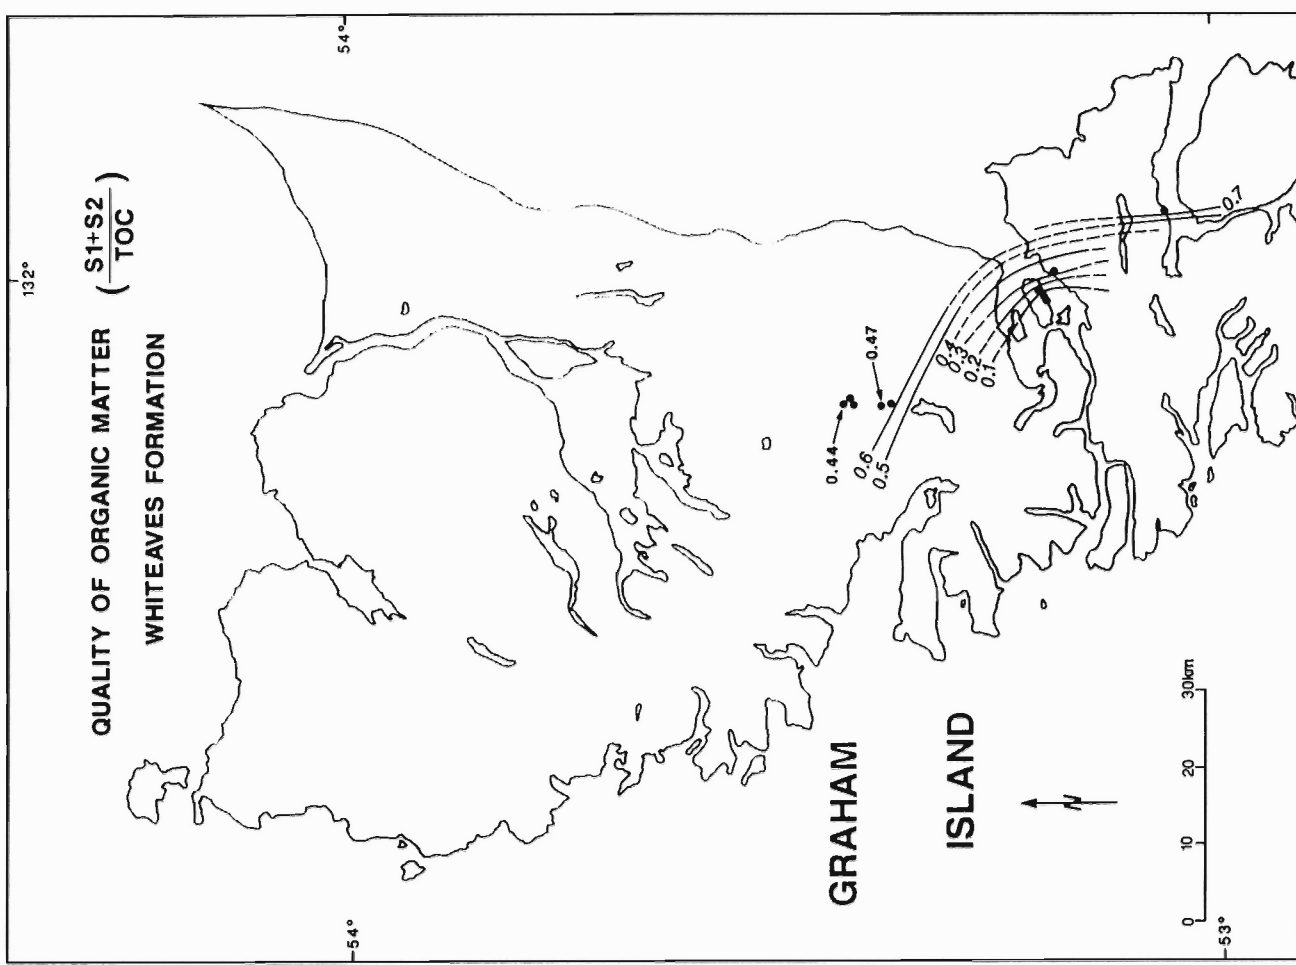 QUALITY OF ORGANIC MATTER ( S1+S2 / TOC )
WHITEAVES FORMATION
132°
54°
54°
0.47
0.44
0.6
0.5
0.4
0.3
0.2
0.1
0.7
GRAHAM
ISLAND
N
0 10 20 30km
53°